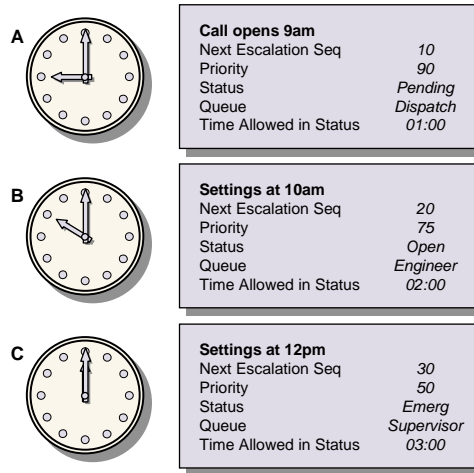 A
Call opens 9am
Next Escalation Seq 10
Priority 90
Status Pending
Queue Dispatch
Time Allowed in Status 01:00
B
Settings at 10am
Next Escalation Seq 20
Priority 75
Status Open
Queue Engineer
Time Allowed in Status 02:00
C
Settings at 12pm
Next Escalation Seq 30
Priority 50
Status Emerg
Queue Supervisor
Time Allowed in Status 03:00